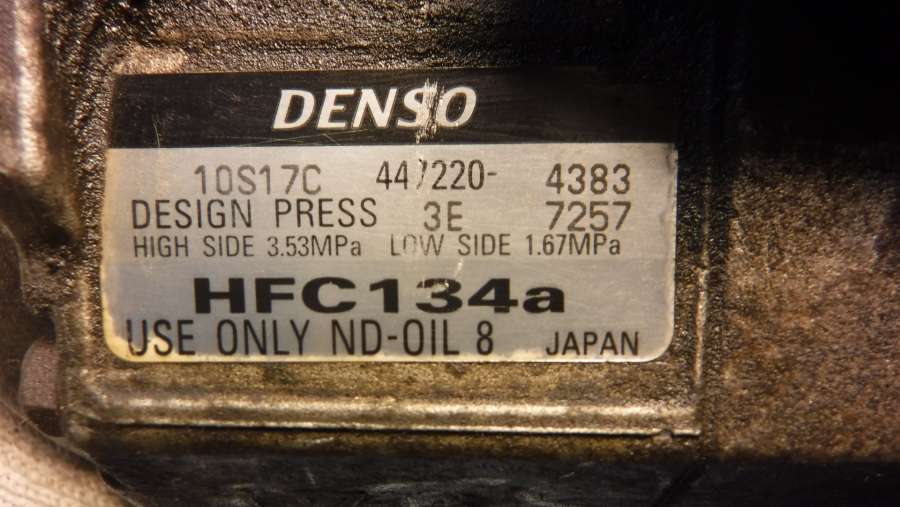 DENSO
10S17C 447220- 4383
DESIGN PRESS 3E 7257
HIGH SIDE 3.53MPa LOW SIDE 1.67MPa
HFC134a
USE ONLY ND-OIL 8 JAPAN